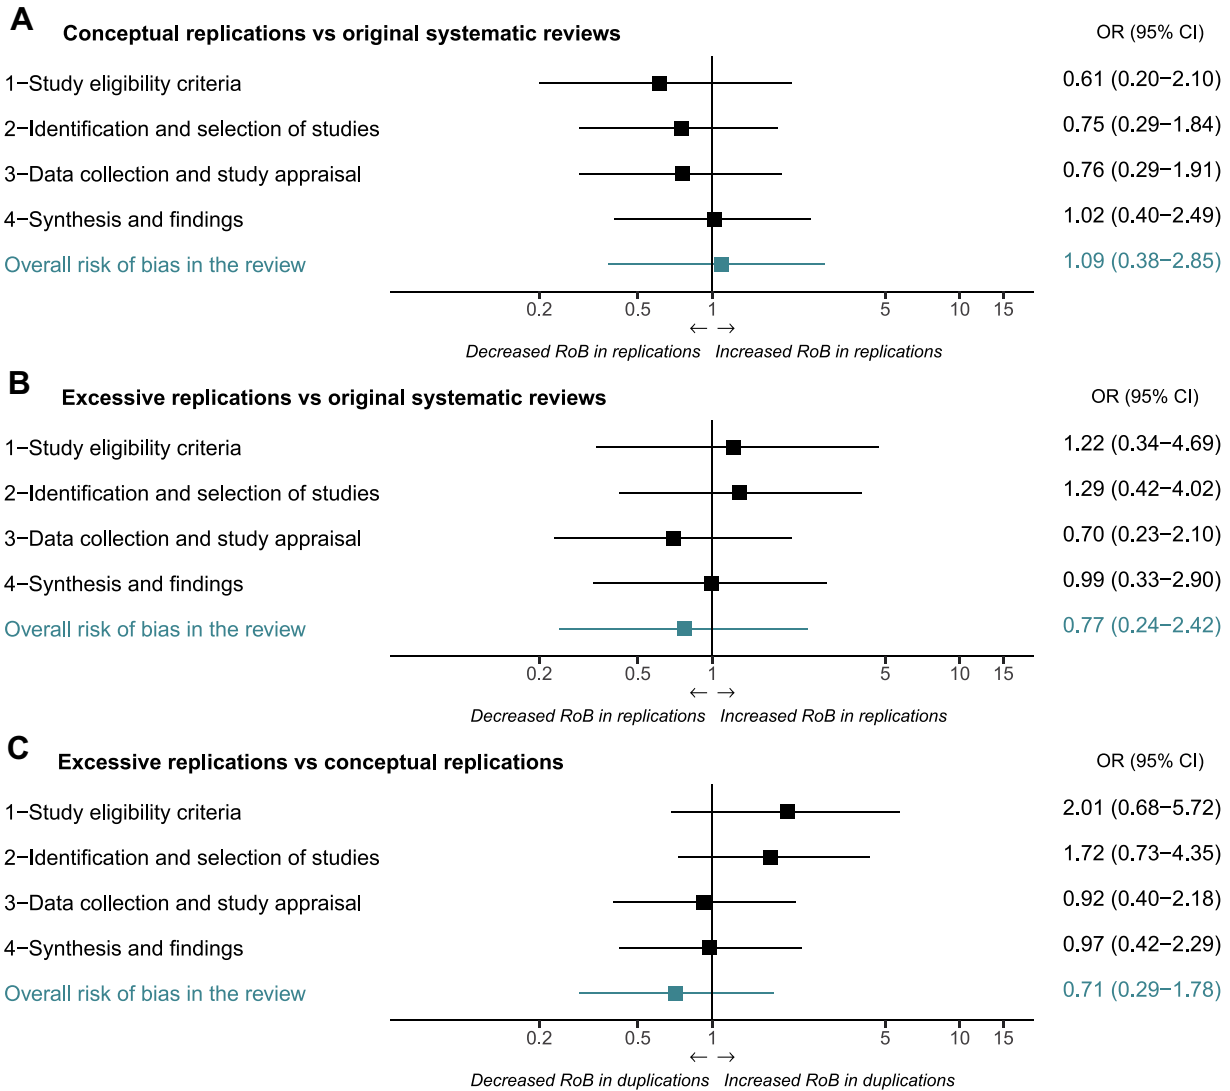 A
Conceptual replications vs original systematic reviews OR (95% CI)
1−Study eligibility criteria 0.61 (0.20−2.10)
2−Identification and selection of studies 0.75 (0.29−1.84)
3−Data collection and study appraisal 0.76 (0.29−1.91)
4−Synthesis and findings 1.02 (0.40−2.49)
Overall risk of bias in the review 1.09 (0.38−2.85)
0.2 0.5 1 5 10 15
← →
Decreased RoB in replications Increased RoB in replications
B
Excessive replications vs original systematic reviews OR (95% CI)
1−Study eligibility criteria 1.22 (0.34−4.69)
2−Identification and selection of studies 1.29 (0.42−4.02)
3−Data collection and study appraisal 0.70 (0.23−2.10)
4−Synthesis and findings 0.99 (0.33−2.90)
Overall risk of bias in the review 0.77 (0.24−2.42)
0.2 0.5 1 5 10 15
← →
Decreased RoB in replications Increased RoB in replications
C
Excessive replications vs conceptual replications OR (95% CI)
1−Study eligibility criteria 2.01 (0.68−5.72)
2−Identification and selection of studies 1.72 (0.73−4.35)
3−Data collection and study appraisal 0.92 (0.40−2.18)
4−Synthesis and findings 0.97 (0.42−2.29)
Overall risk of bias in the review 0.71 (0.29−1.78)
0.2 0.5 1 5 10 15
← →
Decreased RoB in duplications Increased RoB in duplications